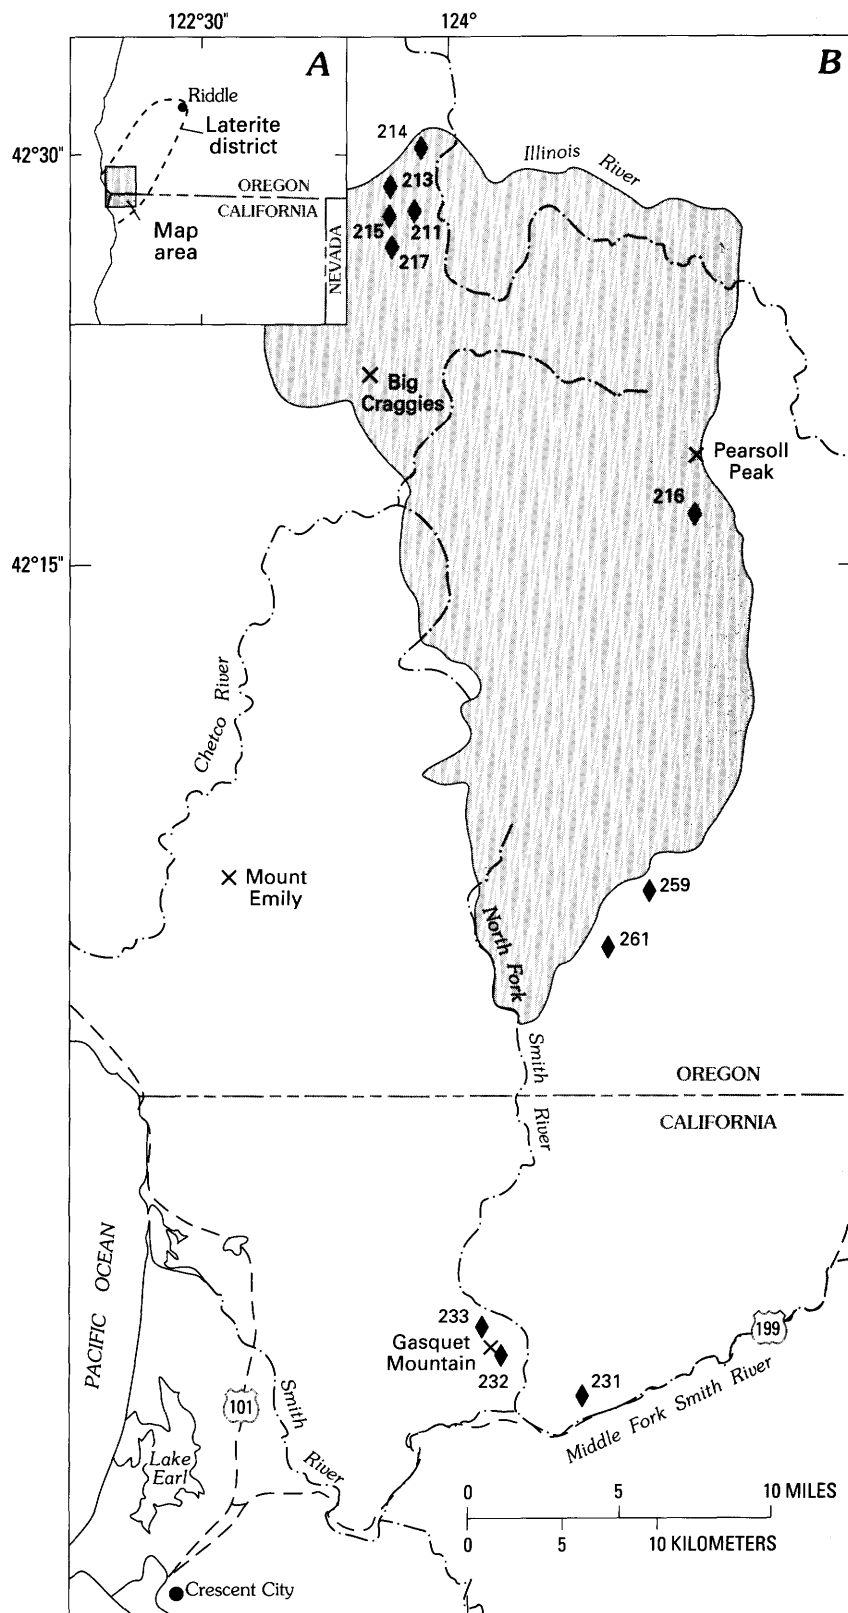 122°30" 124°
A
B
Riddle
Laterite
district
42°30"
OREGON
CALIFORNIA
Map
area
NEVADA
214
213
215 211
217
Illinois River
Big
Craggies
Pearsoll
Peak
216
42°15"
Chetco River
Mount
Emily
259
261
North Fork
Smith River
OREGON
CALIFORNIA
PACIFIC OCEAN
233
Gasquet
Mountain
232
231
199
Middle Fork Smith River
101
Smith River
Lake
Earl
0 5 10 MILES
0 5 10 KILOMETERS
Crescent City